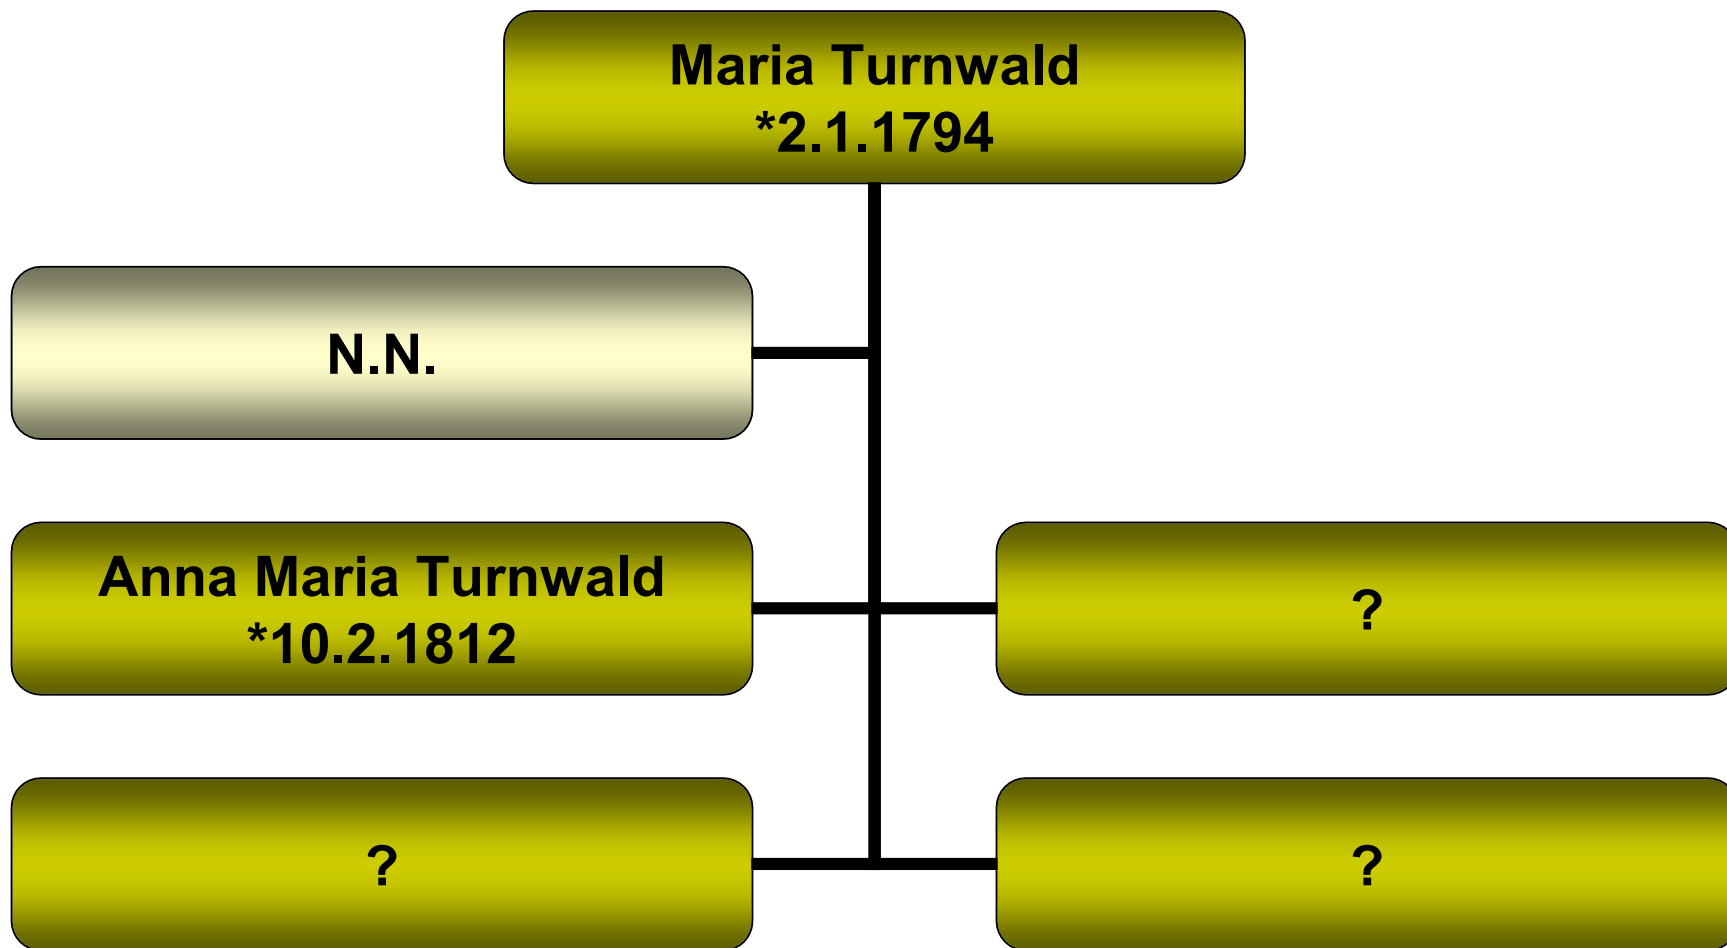 Maria Turnwald
*2.1.1794
N.N.
Anna Maria Turnwald
*10.2.1812
?
?
?